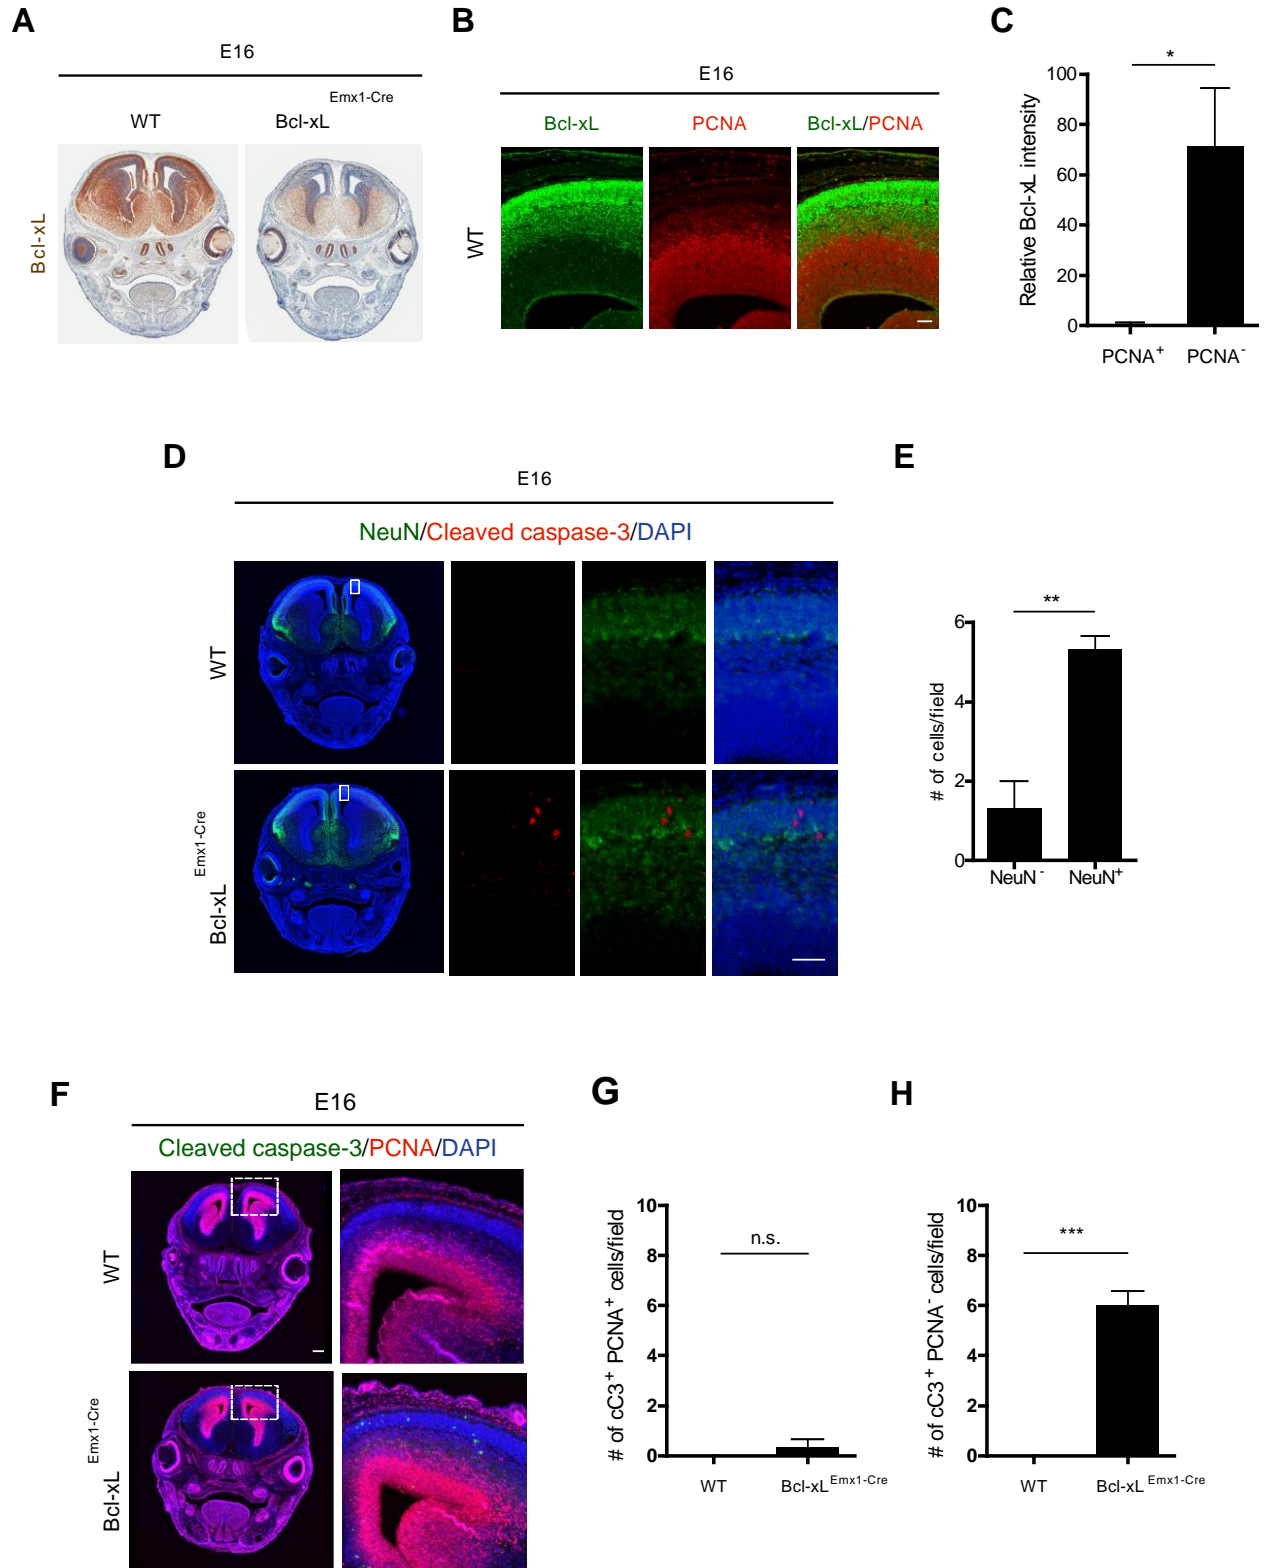 A
E16
WT
Bcl-xL Emx1-Cre
Bcl-xL
B
E16
Bcl-xL
PCNA
Bcl-xL/PCNA
WT
C
*
Relative Bcl-xL intensity
100
80
60
40
20
0
PCNA+
PCNA-
D
E16
NeuN/Cleaved caspase-3/DAPI
WT
Bcl-xL Emx1-Cre
E
**
# of cells/field
6
4
2
0
NeuN-
NeuN+
F
E16
Cleaved caspase-3/PCNA/DAPI
WT
Bcl-xL Emx1-Cre
G
# of cC3+ PCNA+ cells/field
10
8
6
4
2
0
n.s.
WT
Bcl-xL Emx1-Cre
H
# of cC3+ PCNA- cells/field
10
8
6
4
2
0
***
WT
Bcl-xL Emx1-Cre